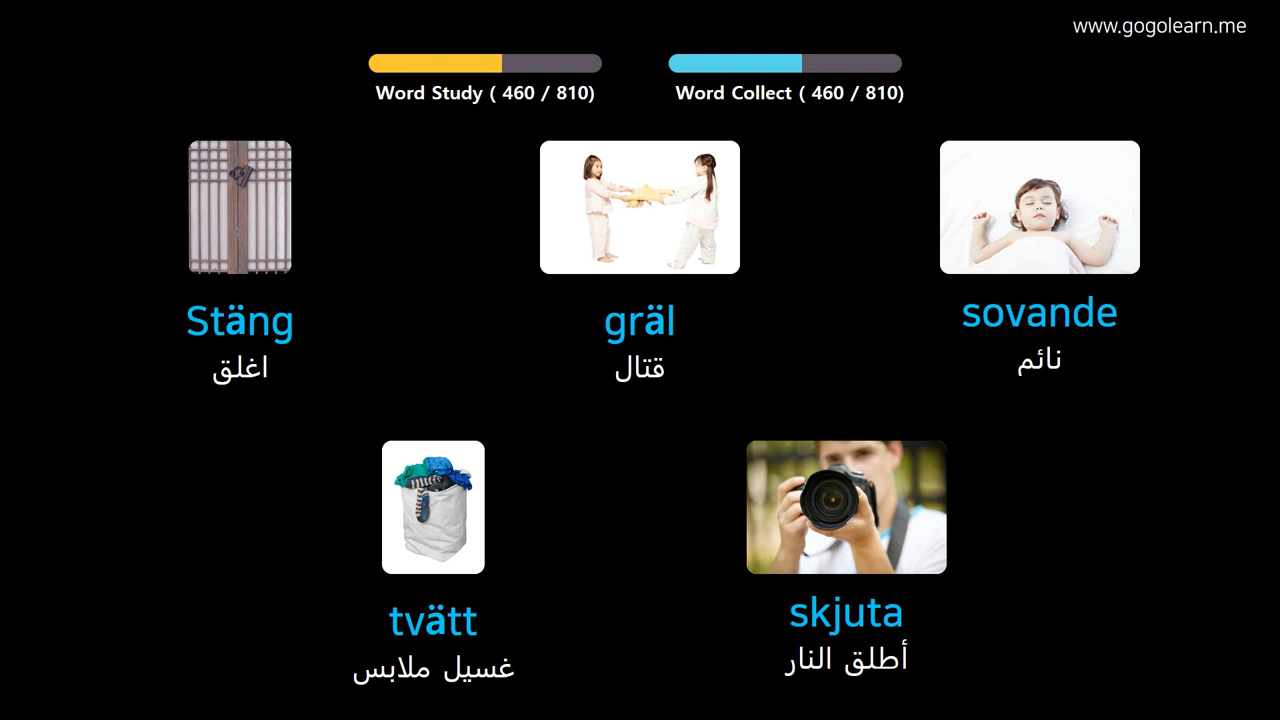 www.gogolearn.me
Word Study ( 460 / 810)
Word Collect ( 460 / 810)
Stäng
اغلق
gräl
قتال
sovande
نائم
tvätt
غسيل ملابس
skjuta
أطلق النار